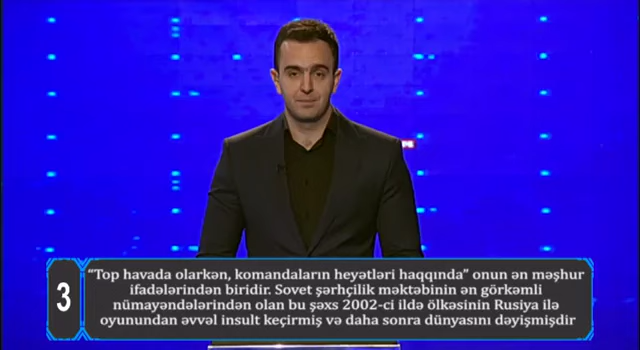 3
“Top havada olarkən, komandaların heyətləri haqqında” onun ən məşhur
ifadələrindən biridir. Sovet şərhçilik məktəbinin ən görkəmli
nümayəndələrindən olan bu şəxs 2002-ci ildə ölkəsinin Rusiya ilə
oyunundan əvvəl insult keçirmiş və daha sonra dünyasını dəyişmişdir